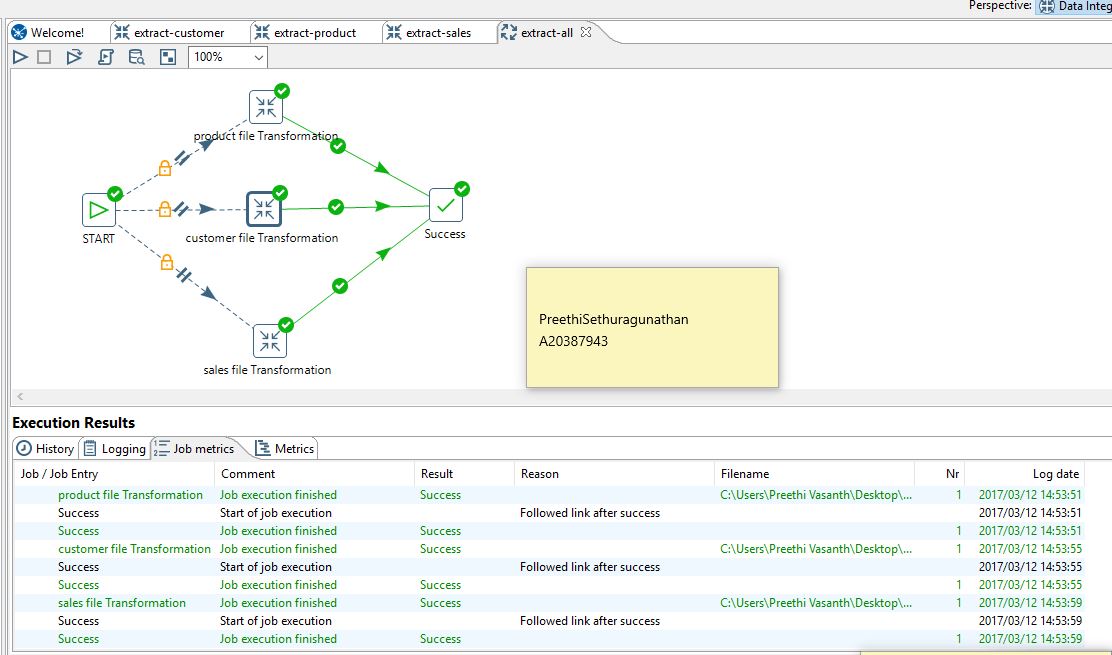 Perspective: Data Integ
Welcome! extract-customer extract-product extract-sales extract-all
100%
product file Transformation
START
customer file Transformation
Success
sales file Transformation
PreethiSethuragunathan
A20387943
Execution Results
History Logging Job metrics Metrics
Job / Job Entry Comment Result Reason Filename Nr Log date
product file Transformation Job execution finished Success C:\Users\Preethi Vasanth\Desktop\... 1 2017/03/12 14:53:51
Success Start of job execution Followed link after success 2017/03/12 14:53:51
Success Job execution finished Success 1 2017/03/12 14:53:51
customer file Transformation Job execution finished Success C:\Users\Preethi Vasanth\Desktop\... 1 2017/03/12 14:53:55
Success Start of job execution Followed link after success 2017/03/12 14:53:55
Success Job execution finished Success 1 2017/03/12 14:53:55
sales file Transformation Job execution finished Success C:\Users\Preethi Vasanth\Desktop\... 1 2017/03/12 14:53:59
Success Start of job execution Followed link after success 2017/03/12 14:53:59
Success Job execution finished Success 1 2017/03/12 14:53:59